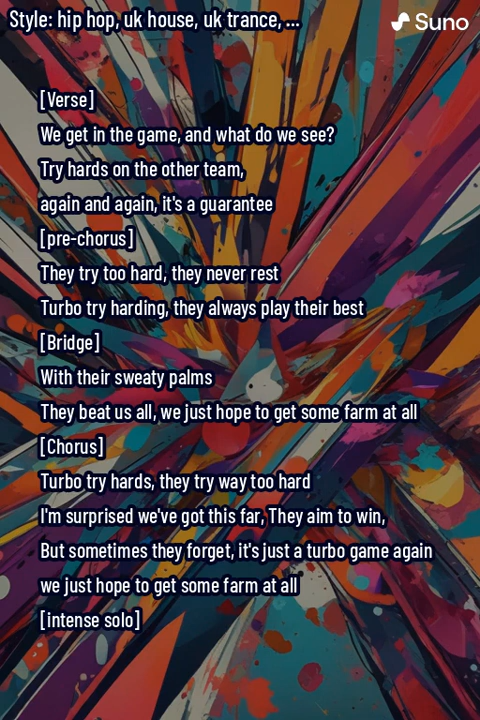 Style: hip hop, uk house, uk trance, ...
Suno
[Verse]
We get in the game, and what do we see?
Try hards on the other team,
again and again, it's a guarantee
[pre-chorus]
They try too hard, they never rest
Turbo try harding, they always play their best
[Bridge]
With their sweaty palms
They beat us all, we just hope to get some farm at all
[Chorus]
Turbo try hards, they try way too hard
I'm surprised we've got this far, They aim to win,
But sometimes they forget, it's just a turbo game again
we just hope to get some farm at all
[intense solo]